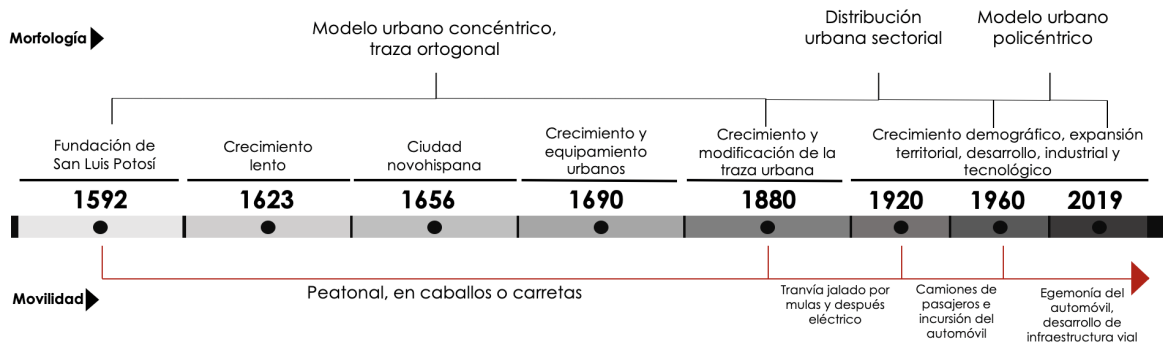 Morfología
Modelo urbano concéntrico,
traza ortogonal
Distribución
urbana sectorial
Modelo urbano
policéntrico
Fundación de
San Luis Potosí
Crecimiento
lento
Ciudad
novohispana
Crecimiento y
equipamiento
urbanos
Crecimiento y
modificación de la
traza urbana
Crecimiento demográfico, expansión
territorial, desarrollo, industrial y
tecnológico
1592
1623
1656
1690
1880
1920
1960
2019
Movilidad
Peatonal, en caballos o carretas
Tranvía jalado por
mulas y después
eléctrico
Camiones de
pasajeros e
incursión del
automóvil
Egemonía del
automóvil,
desarrollo de
infraestructura vial